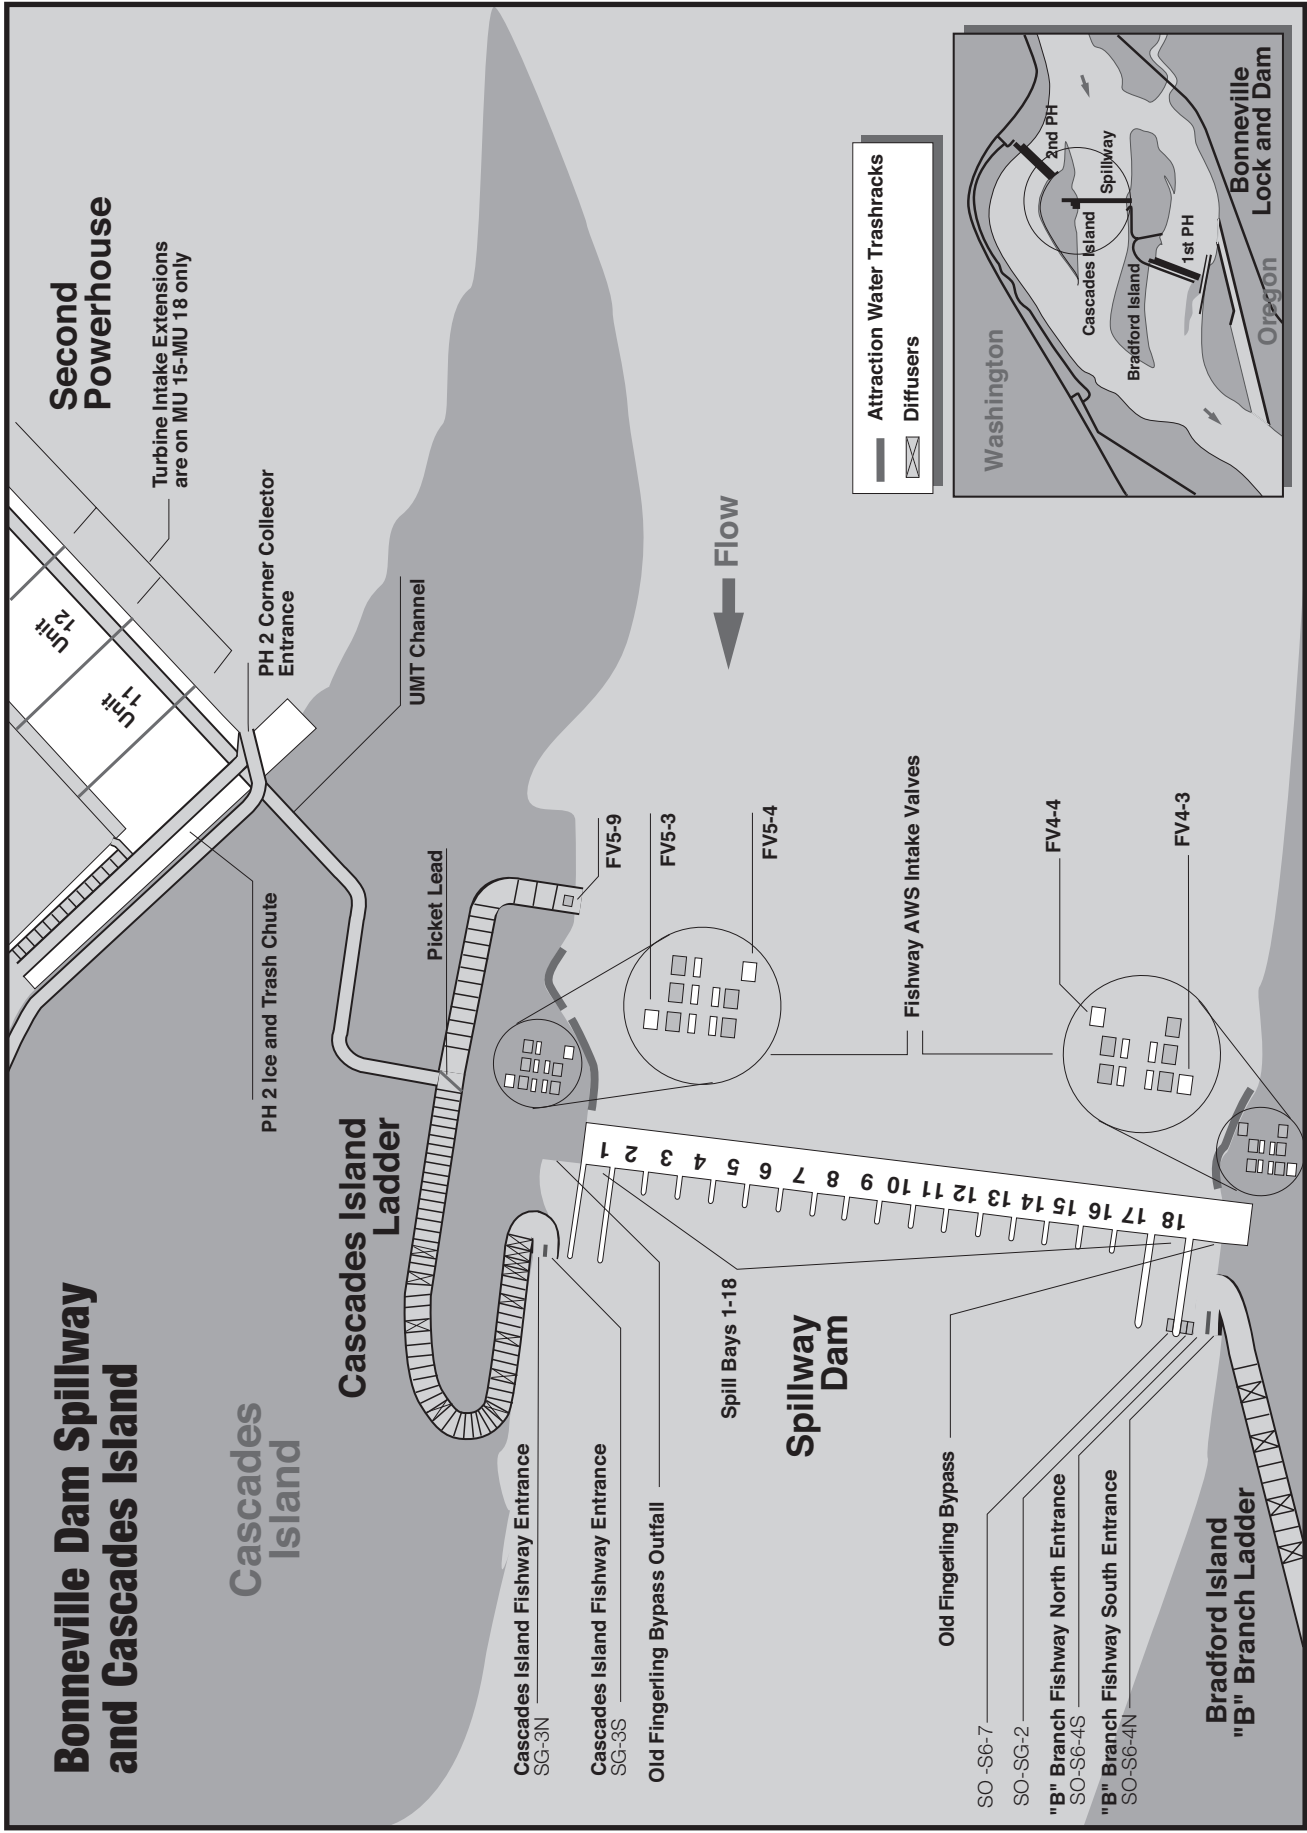 Bonneville Dam Spillway
and Cascades Island
Cascades
Island
Second
Powerhouse
Turbine Intake Extensions
are on MU 15-MU 18 only
Unit
12
Unit
11
PH 2 Corner Collector
Entrance
UMT Channel
PH 2 Ice and Trash Chute
Cascades Island
Ladder
Picket Lead
FV5-9
FV5-3
FV5-4
Flow
Fishway AWS Intake Valves
FV4-4
FV4-3
Cascades Island Fishway Entrance
SG-3N
Cascades Island Fishway Entrance
SG-3S
Old Fingerling Bypass Outfall
Spill Bays 1-18
1
2
3
4
5
6
7
8
9
10
11
12
13
14
15
16
17
18
Spillway
Dam
Old Fingerling Bypass
SO -S6-7
SO-SG-2
"B" Branch Fishway North Entrance
SO-S6-4S
"B" Branch Fishway South Entrance
SO-S6-4N
Bradford Island
"B" Branch Ladder
Attraction Water Trashracks
Diffusers
Washington
2nd PH
Spillway
Cascades Island
Bradford Island
1st PH
Oregon
Bonneville
Lock and Dam